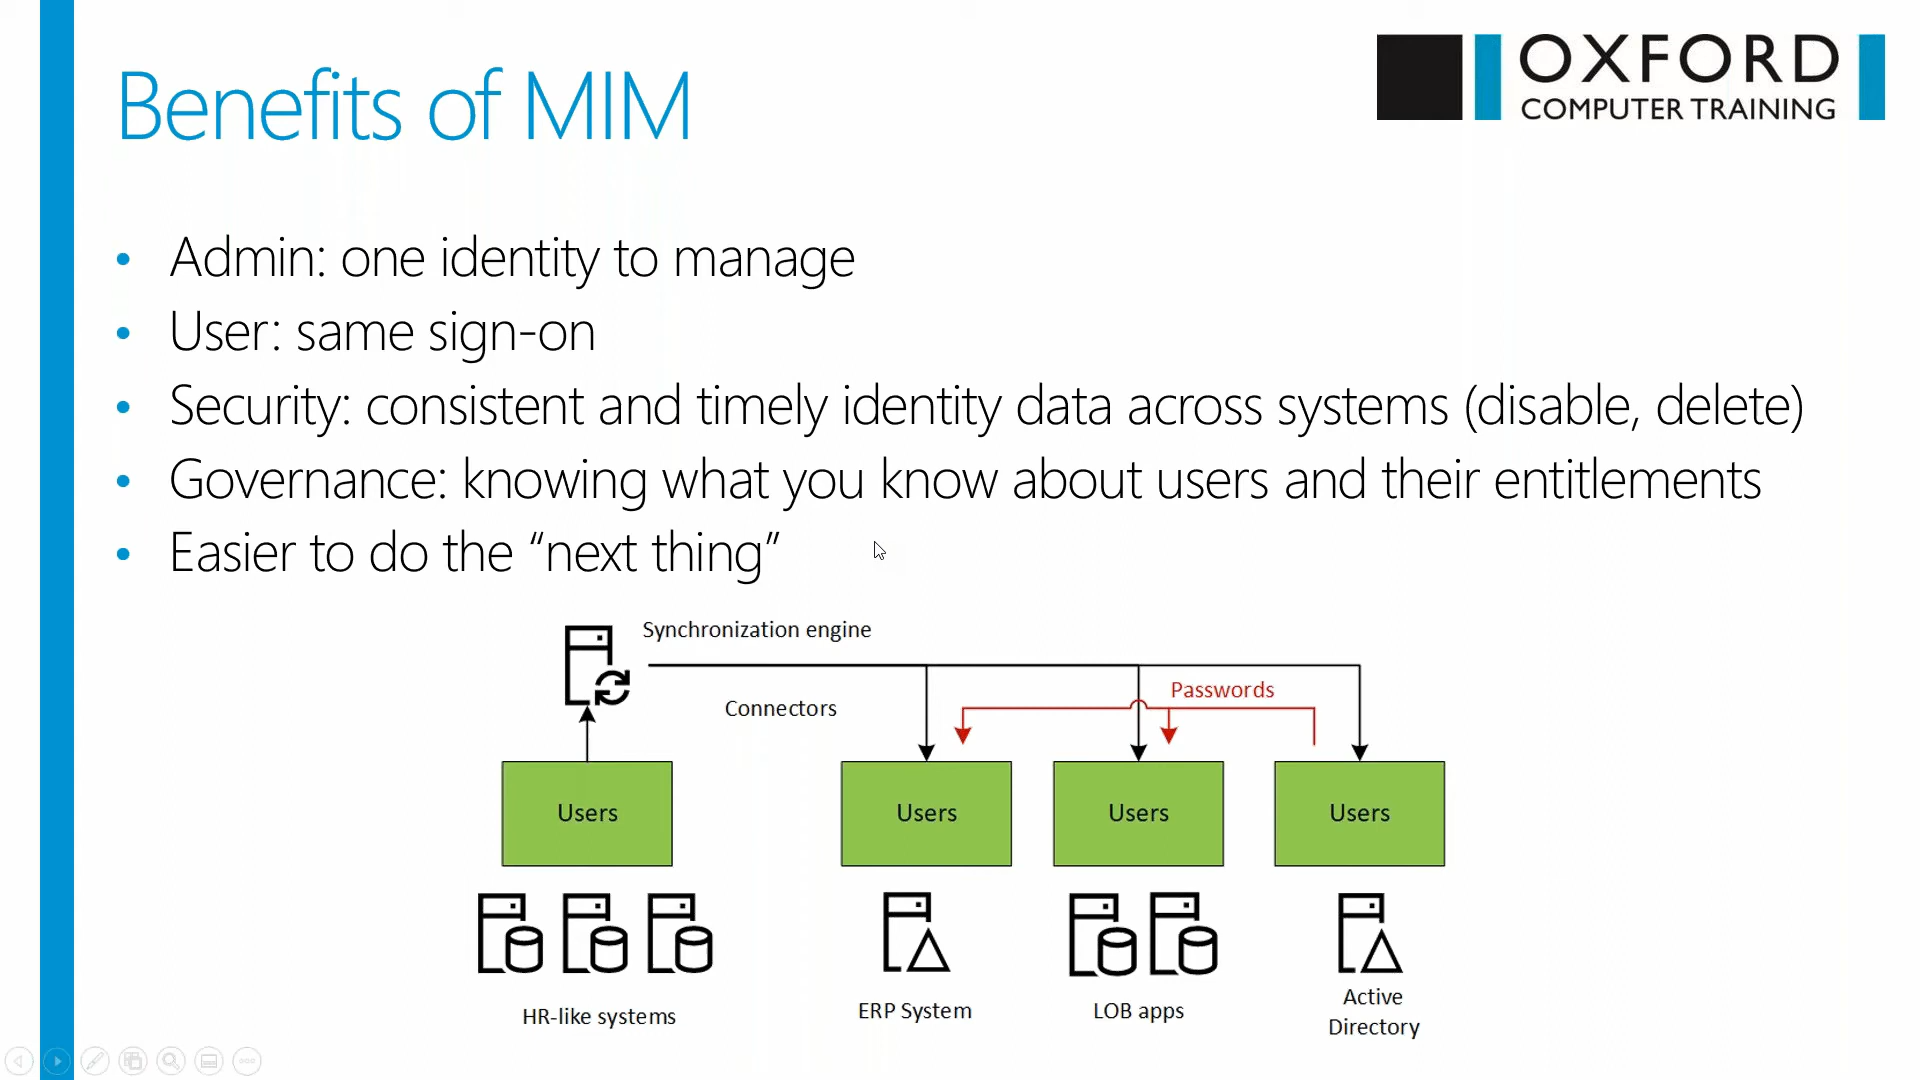 Benefits of MIM
OXFORD
COMPUTER TRAINING
• Admin: one identity to manage
• User: same sign-on
• Security: consistent and timely identity data across systems (disable, delete)
• Governance: knowing what you know about users and their entitlements
• Easier to do the “next thing”
Synchronization engine
Passwords
Connectors
Users
Users
Users
Users
HR-like systems
ERP System
LOB apps
Active
Directory